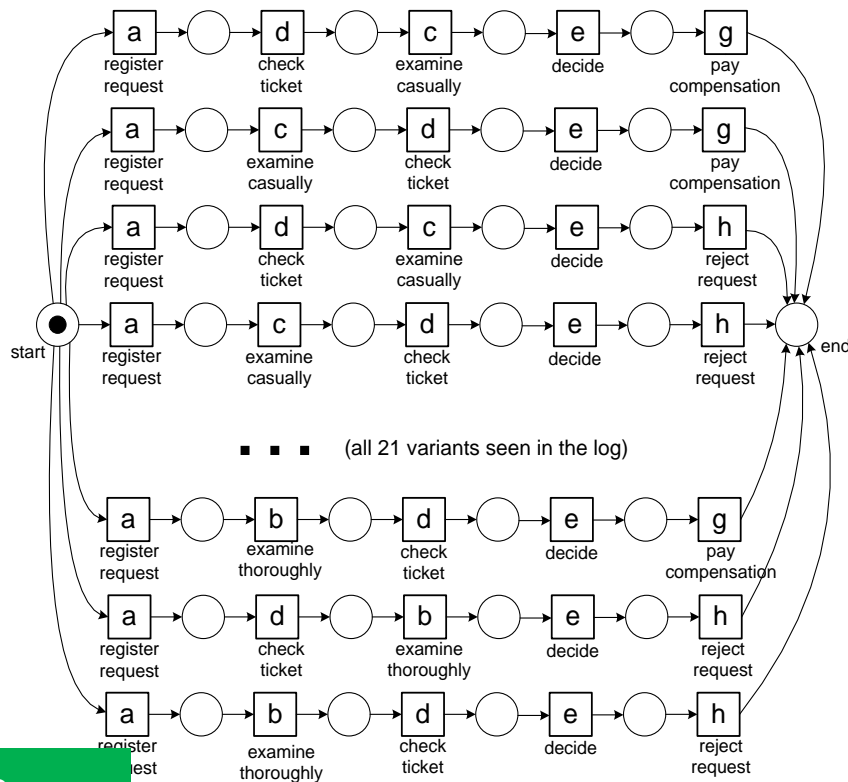 a d c e g
register request check ticket examine casually decide pay compensation
a c d e g
register request examine casually check ticket decide pay compensation
a d c e h
register request check ticket examine casually decide reject request
start a c d e h end
register request examine casually check ticket decide reject request
(all 21 variants seen in the log)
a b d e g
register request examine thoroughly check ticket decide pay compensation
a d b e h
register request check ticket examine thoroughly decide reject request
a b d e h
register examine thoroughly check ticket decide reject request